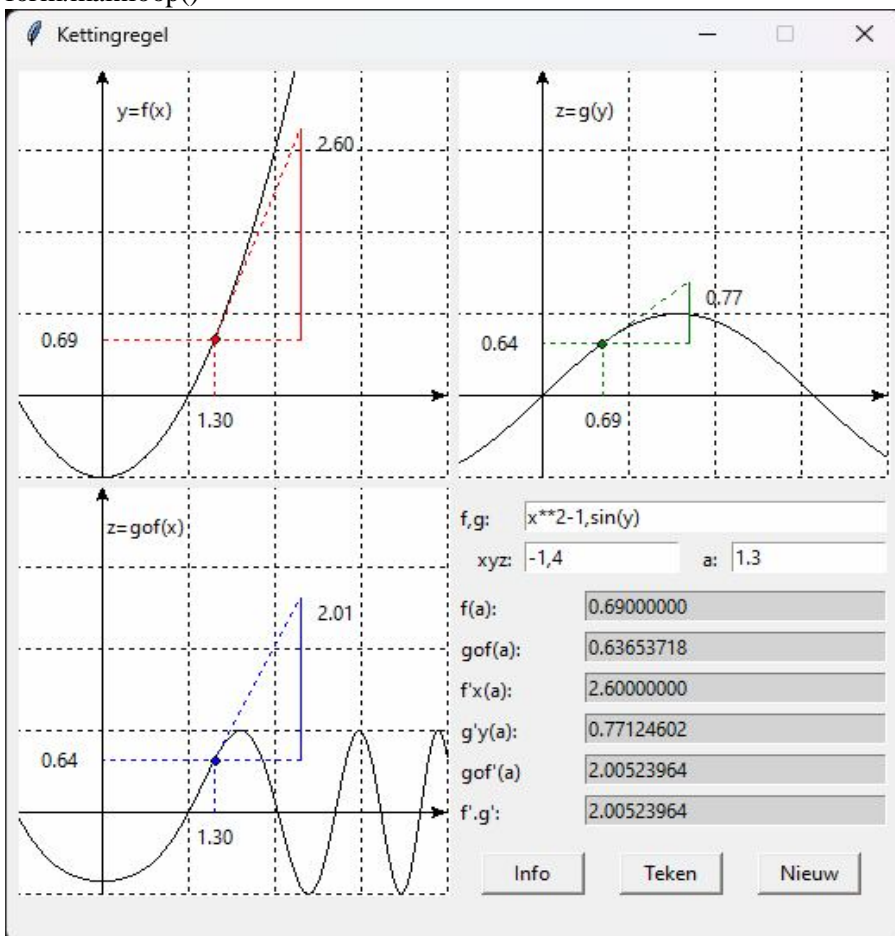 Kettingregel
y=f(x)
2.60
0.69
1.30
z=g(y)
0.77
0.64
0.69
z=gof(x)
2.01
0.64
1.30
f,g: x**2-1,sin(y)
xyz: -1,4 a: 1.3
f(a): 0.69000000
gof(a): 0.63653718
f'x(a): 2.60000000
g'y(a): 0.77124602
gof'(a) 2.00523964
f'.g': 2.00523964
Info Teken Nieuw